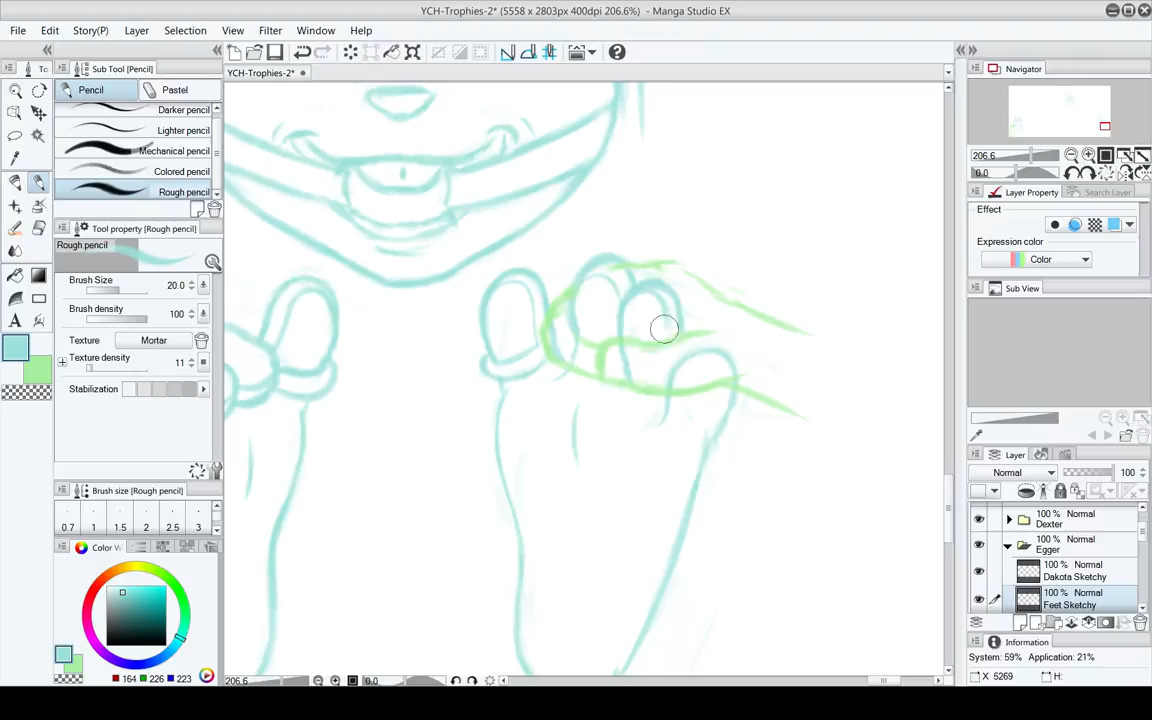 YCH-Trophies-2* (5558 x 2803px 400dpi 206.6%) - Manga Studio EX
File Edit Story(P) Layer Selection View Filter Window Help
To
Sub Tool [Pencil]
YCH-Trophies-2*
Navigator
Pencil Pastel
Darker pencil
Lighter pencil
Mechanical pencil
Colored pencil
Rough pencil
206.6
0.0
Layer Property Search Layer
Effect
Tool property [Rough pencil]
Rough pencil
Expression color
Color
Brush Size 20.0
Sub View
Brush density 100
Texture Mortar
Texture density 11
Stabilization
Layer
Normal 100
Brush size [Rough pencil]
0.7 1 1.5 2 2.5 3
100 % Normal
Dexter
100 % Normal
Egger
100 % Normal
Dakota Sketchy
100 % Normal
Feet Sketchy
Color W
Information
System: 59% Application: 21%
X 5269 H:
164 226 223
206.6 0.0